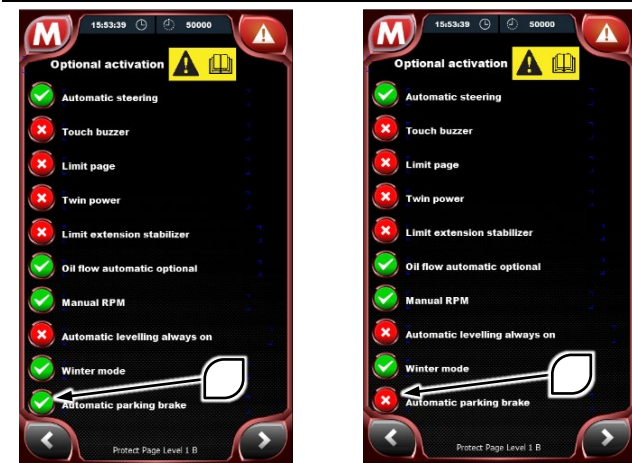 M
15:53:39 50000
Optional activation
Automatic steering
Touch buzzer
Limit page
Twin power
Limit extension stabilizer
Oil flow automatic optional
Manual RPM
Automatic levelling always on
Winter mode
Automatic parking brake
Protect Page Level 1 B
M
15:53:39 50000
Optional activation
Automatic steering
Touch buzzer
Limit page
Twin power
Limit extension stabilizer
Oil flow automatic optional
Manual RPM
Automatic levelling always on
Winter mode
Automatic parking brake
Protect Page Level 1 B